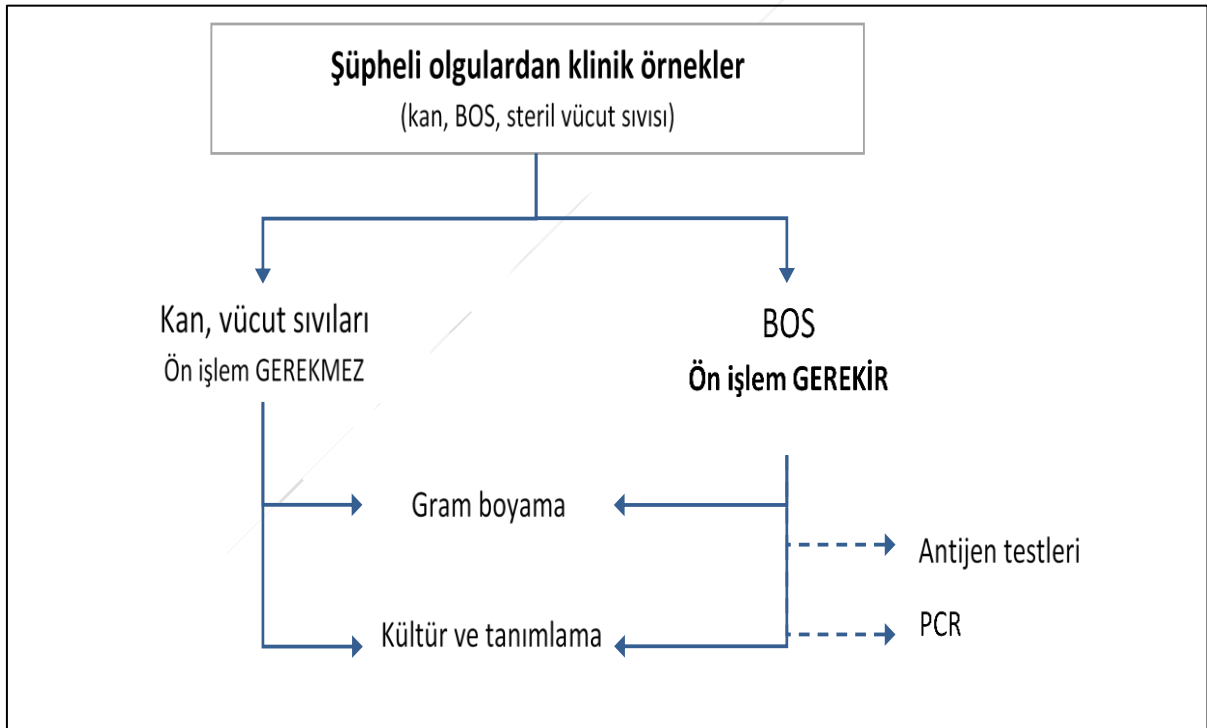 Şüpheli olgulardan klinik örnekler
(kan, BOS, steril vücut sıvısı)
Kan, vücut sıvıları
Ön işlem GEREKMEZ
BOS
Ön işlem GEREKİR
Gram boyama
Antijen testleri
PCR
Kültür ve tanımlama